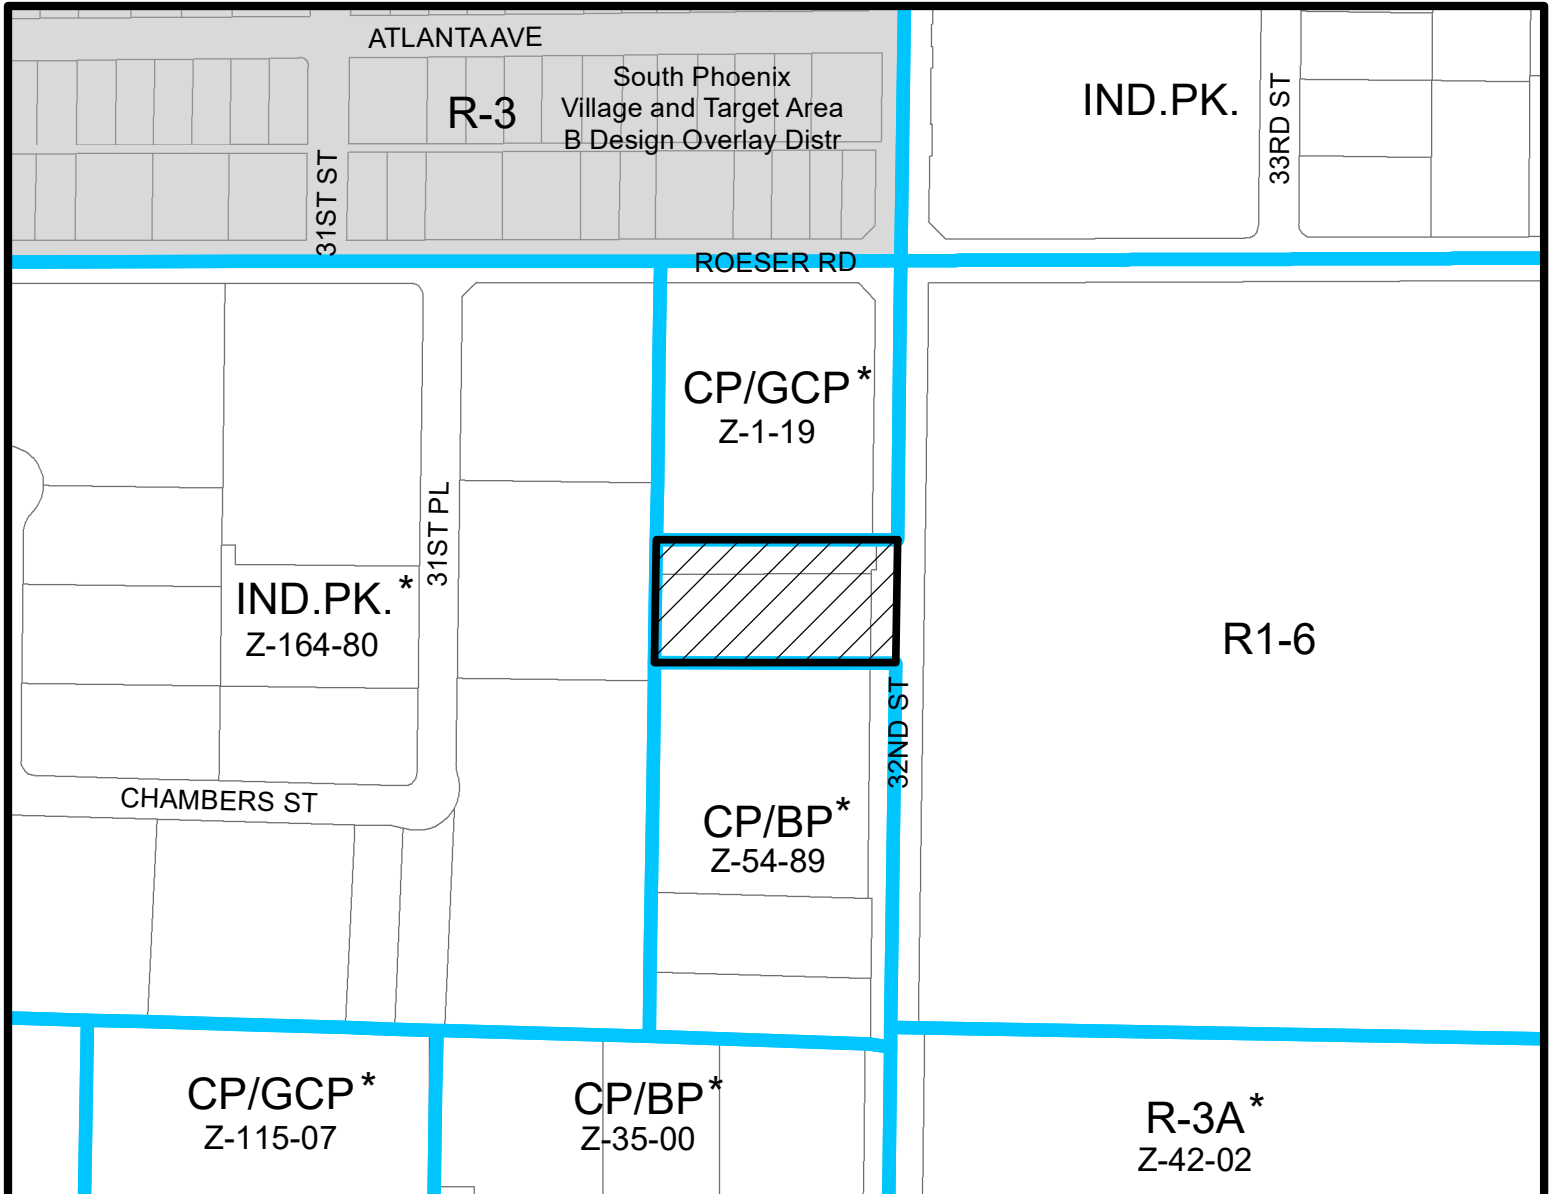 ATLANTA AVE
South Phoenix
Village and Target Area
B Design Overlay Distr
R-3
31ST ST
IND.PK.
33RD ST
ROESER RD
CP/GCP*
Z-1-19
31ST PL
IND.PK.*
Z-164-80
R1-6
32ND ST
CHAMBERS ST
CP/BP*
Z-54-89
CP/GCP*
Z-115-07
CP/BP*
Z-35-00
R-3A*
Z-42-02